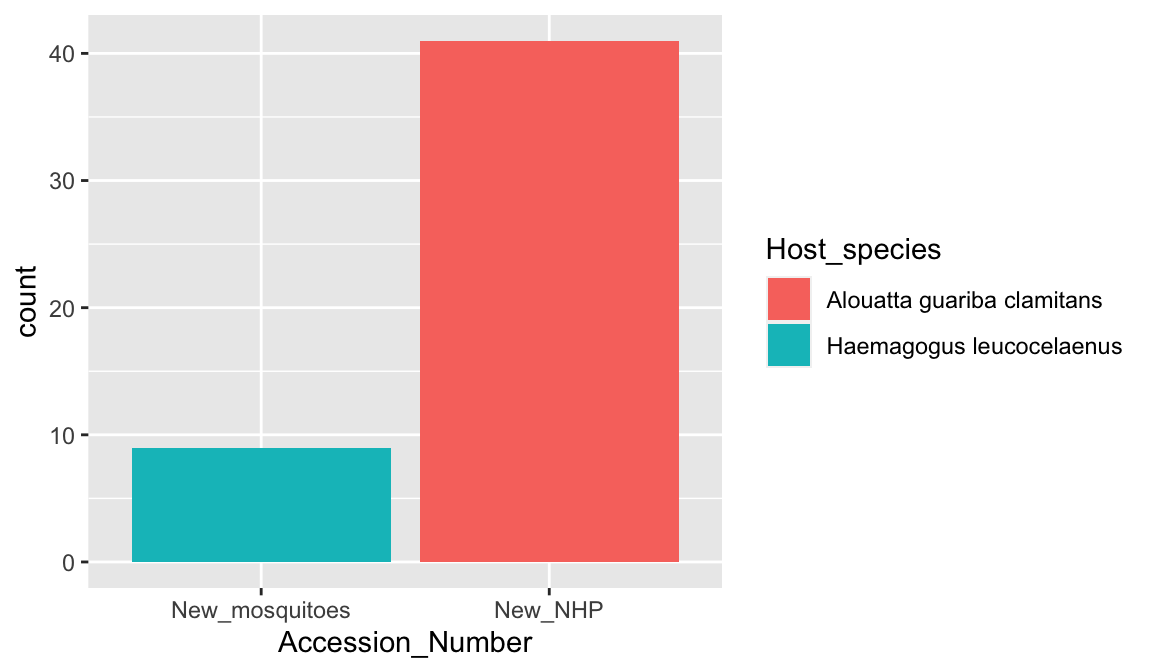 count
40
30
20
10
0
New_mosquitoes
New_NHP
Accession_Number
Host_species
Alouatta guariba clamitans
Haemagogus leucocelaenus